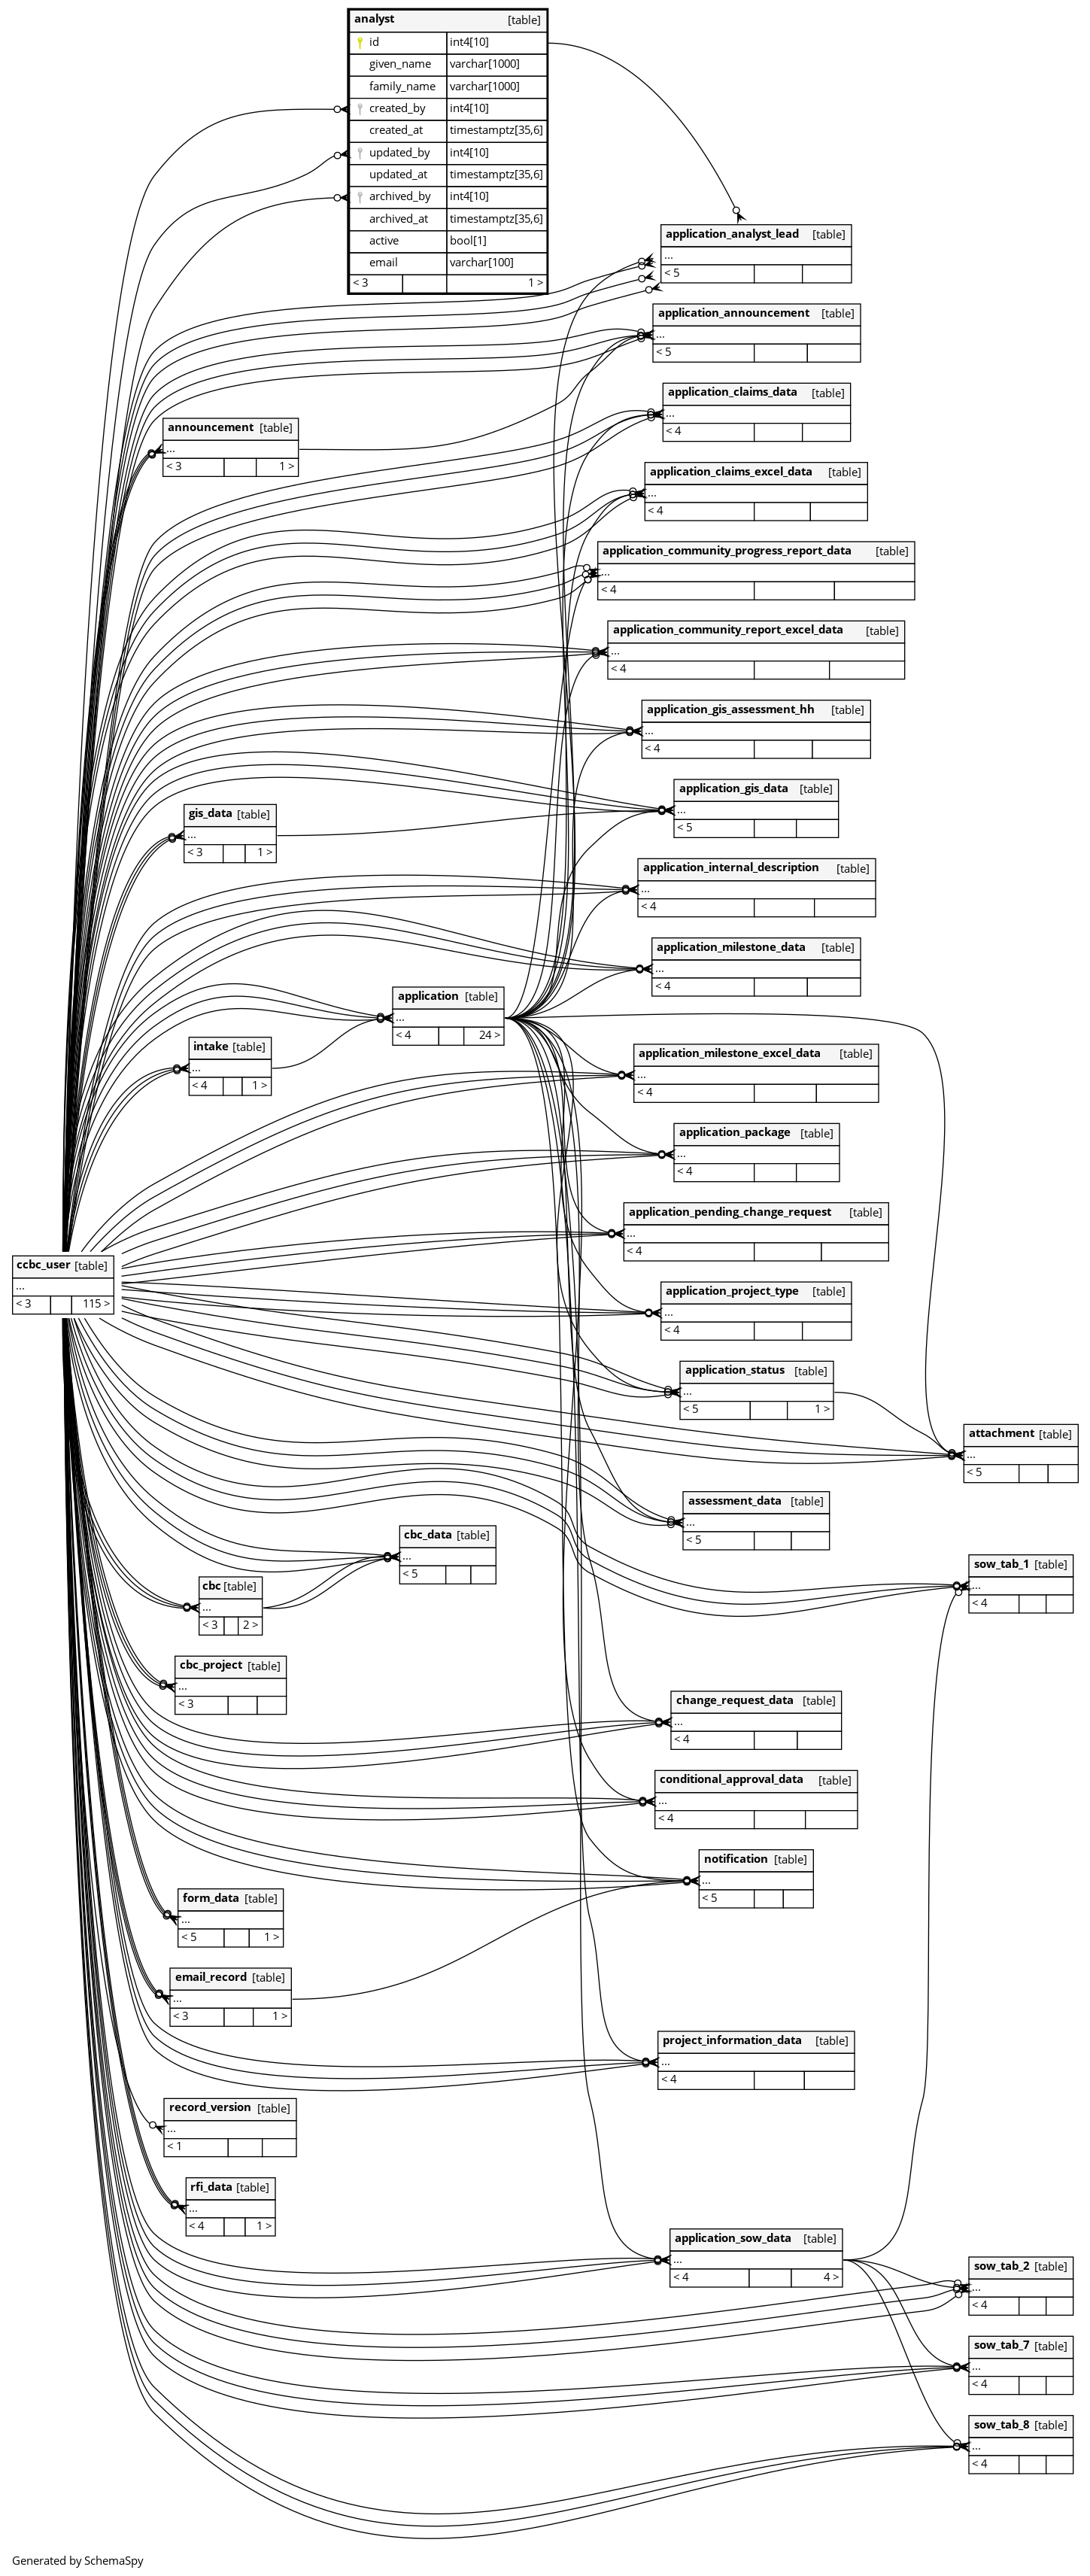 analyst [table]
id int4[10]
given_name varchar[1000]
family_name varchar[1000]
created_by int4[10]
created_at timestamptz[35,6]
updated_by int4[10]
updated_at timestamptz[35,6]
archived_by int4[10]
archived_at timestamptz[35,6]
active bool[1]
email varchar[100]
< 3 1 >
application_analyst_lead [table]
...
< 5
application_announcement [table]
...
< 5
application_claims_data [table]
...
< 4
announcement [table]
...
< 3 1 >
application_claims_excel_data [table]
...
< 4
application_community_progress_report_data [table]
...
< 4
application_community_report_excel_data [table]
...
< 4
application_gis_assessment_hh [table]
...
< 4
application_gis_data [table]
...
< 5
gis_data [table]
...
< 3 1 >
application_internal_description [table]
...
< 4
application_milestone_data [table]
...
< 4
application [table]
...
< 4 24 >
intake [table]
...
< 4 1 >
application_milestone_excel_data [table]
...
< 4
application_package [table]
...
< 4
application_pending_change_request [table]
...
< 4
ccbc_user [table]
...
< 3 115 >
application_project_type [table]
...
< 4
application_status [table]
...
< 5 1 >
attachment [table]
...
< 5
assessment_data [table]
...
< 5
cbc_data [table]
...
< 5
sow_tab_1 [table]
...
< 4
cbc [table]
...
< 3 2 >
cbc_project [table]
...
< 3
change_request_data [table]
...
< 4
conditional_approval_data [table]
...
< 4
notification [table]
...
< 5
form_data [table]
...
< 5 1 >
email_record [table]
...
< 3 1 >
project_information_data [table]
...
< 4
record_version [table]
...
< 1
rfi_data [table]
...
< 4 1 >
application_sow_data [table]
...
< 4 4 >
sow_tab_2 [table]
...
< 4
sow_tab_7 [table]
...
< 4
sow_tab_8 [table]
...
< 4
Generated by SchemaSpy